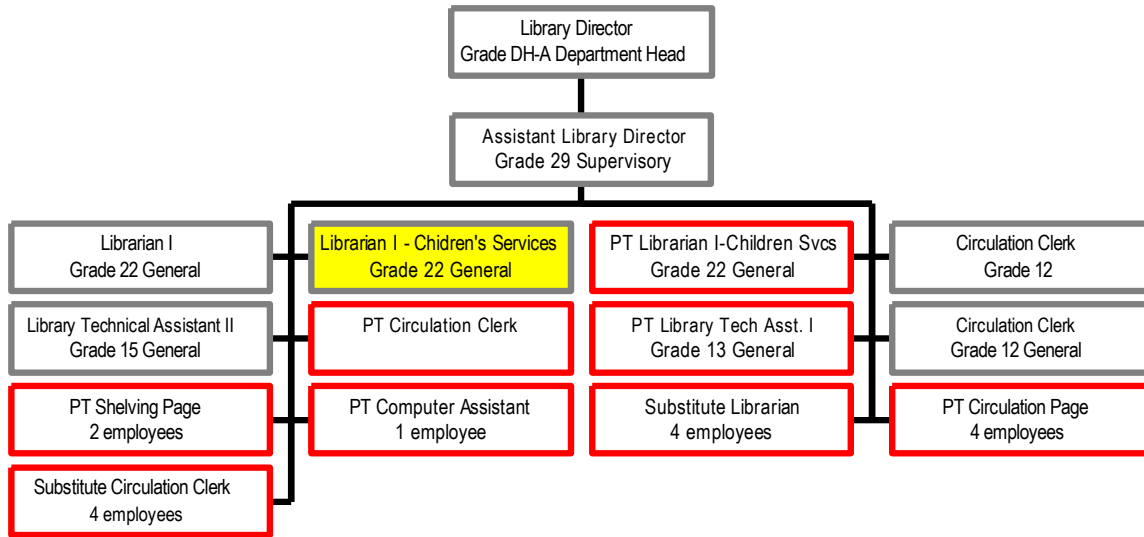 Library Director
Grade DH-A Department Head
Assistant Library Director
Grade 29 Supervisory
Librarian I
Grade 22 General
Librarian I - Chidren's Services
Grade 22 General
PT Librarian I-Children Svcs
Grade 22 General
Circulation Clerk
Grade 12
Library Technical Assistant II
Grade 15 General
PT Circulation Clerk
PT Library Tech Asst. I
Grade 13 General
Circulation Clerk
Grade 12 General
PT Shelving Page
2 employees
PT Computer Assistant
1 employee
Substitute Librarian
4 employees
PT Circulation Page
4 employees
Substitute Circulation Clerk
4 employees